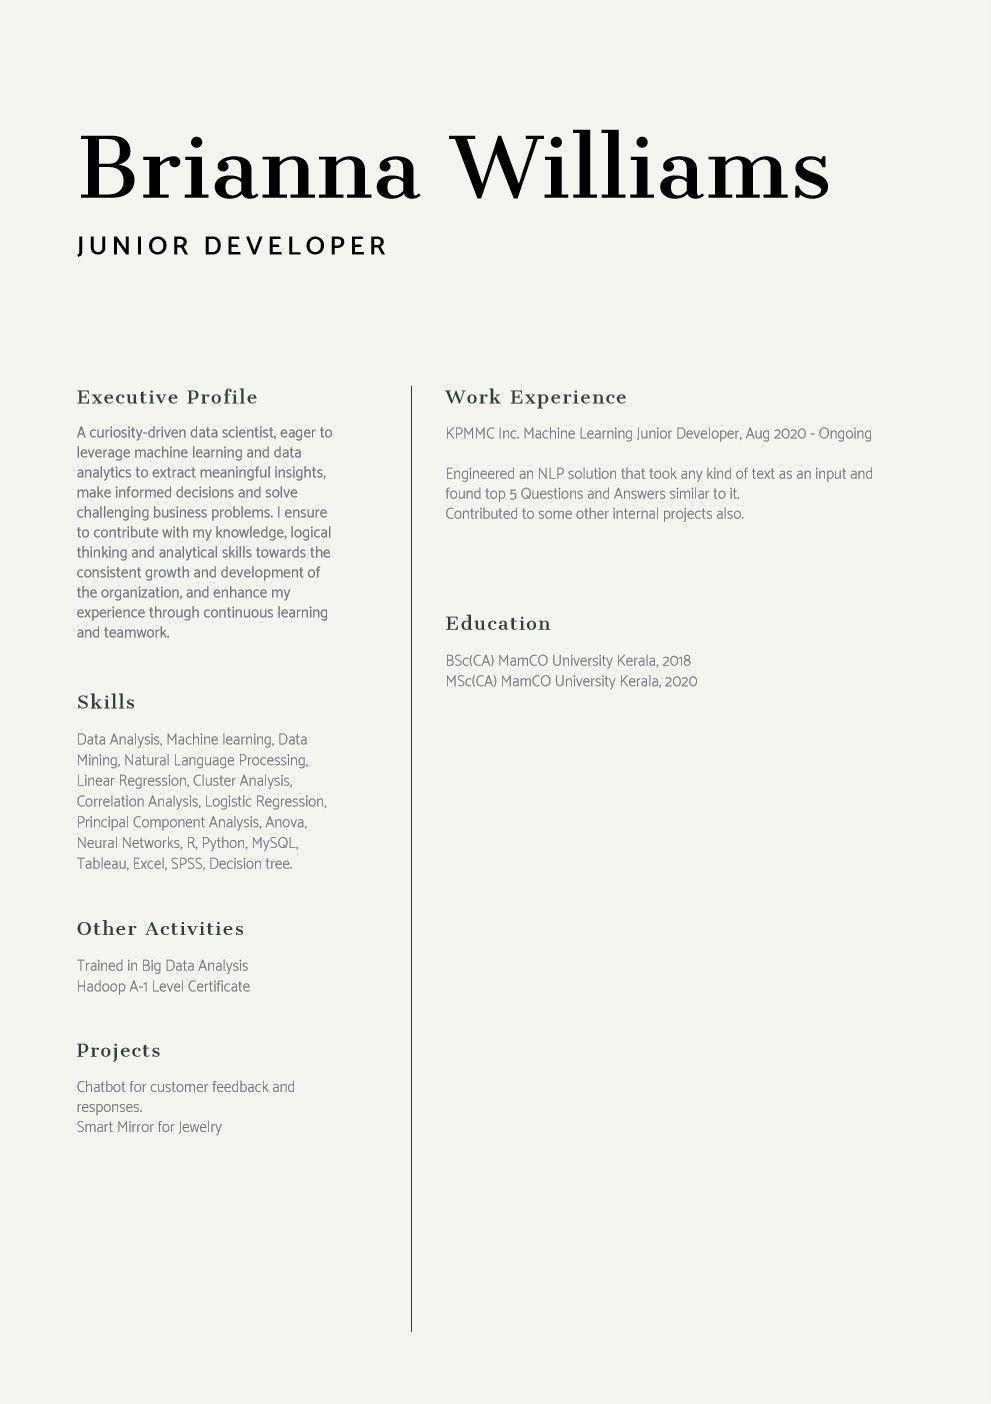 Brianna Williams
JUNIOR DEVELOPER
Executive Profile
A curiosity-driven data scientist, eager to
leverage machine learning and data
analytics to extract meaningful insights,
make informed decisions and solve
challenging business problems. I ensure
to contribute with my knowledge, logical
thinking and analytical skills towards the
consistent growth and development of
the organization, and enhance my
experience through continuous learning
and teamwork.
Skills
Data Analysis, Machine learning, Data
Mining, Natural Language Processing,
Linear Regression, Cluster Analysis,
Correlation Analysis, Logistic Regression,
Principal Component Analysis, Anova,
Neural Networks, R, Python, MySQL,
Tableau, Excel, SPSS, Decision tree.
Other Activities
Trained in Big Data Analysis
Hadoop A-1 Level Certificate
Projects
Chatbot for customer feedback and
responses.
Smart Mirror for Jewelry
Work Experience
KPMMC Inc. Machine Learning Junior Developer, Aug 2020 - Ongoing
Engineered an NLP solution that took any kind of text as an input and
found top 5 Questions and Answers similar to it.
Contributed to some other internal projects also.
Education
BSc(CA) MamCO University Kerala, 2018
MSc(CA) MamCO University Kerala, 2020